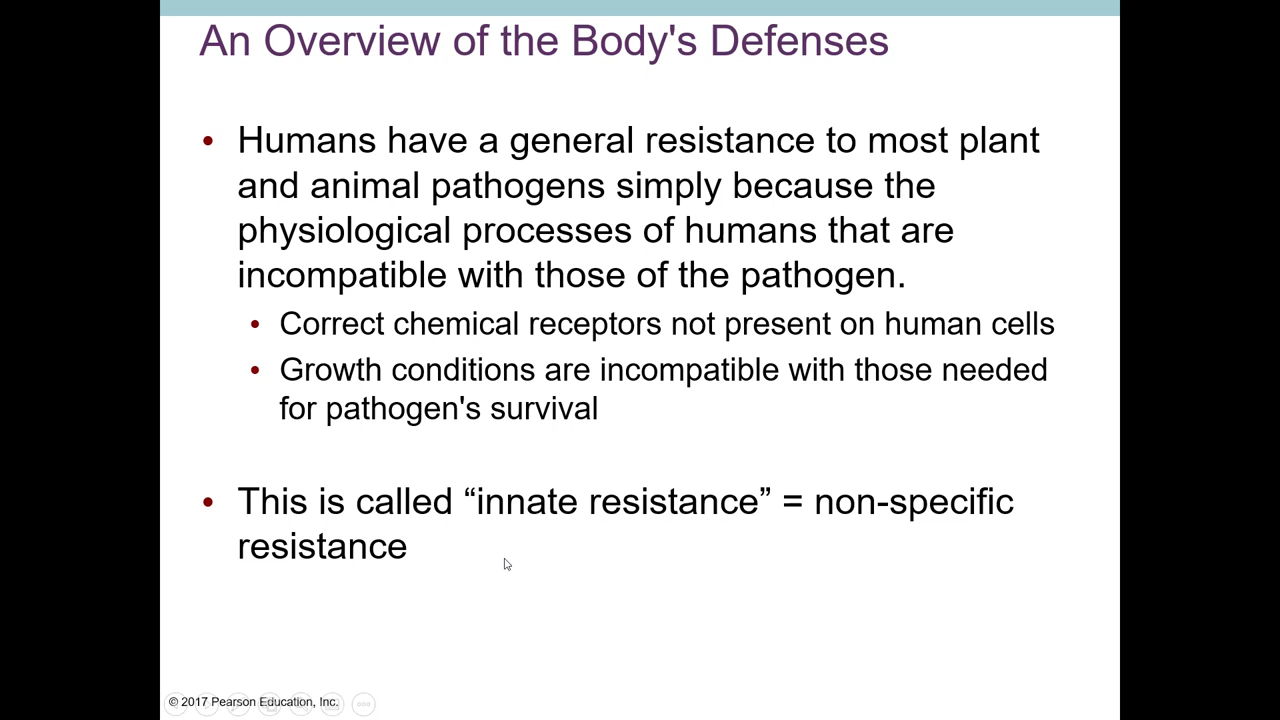 An Overview of the Body's Defenses
• Humans have a general resistance to most plant
and animal pathogens simply because the
physiological processes of humans that are
incompatible with those of the pathogen.
• Correct chemical receptors not present on human cells
• Growth conditions are incompatible with those needed
for pathogen's survival
• This is called “innate resistance” = non-specific
resistance
© 2017 Pearson Education, Inc.